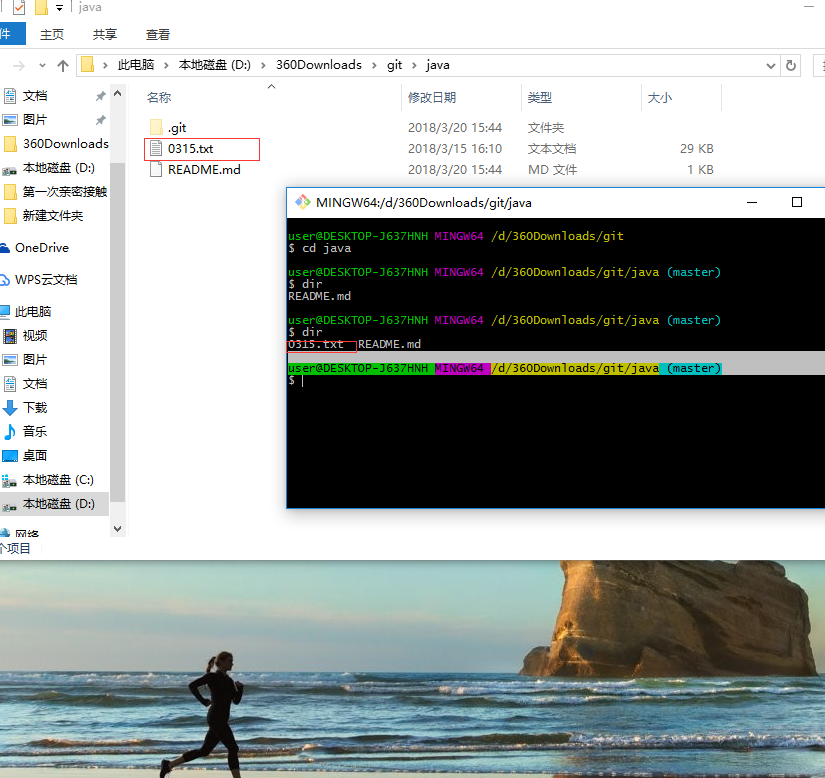 java
件
主页 共享 查看
此电脑 本地磁盘 (D:) 360Downloads git java
名称 修改日期 类型 大小
.git 2018/3/20 15:44 文件夹
0315.txt 2018/3/15 16:10 文本文档 29 KB
README.md 2018/3/20 15:44 MD 文件 1 KB
文档
图片
360Downloads
本地磁盘 (D:)
第一次亲密接触
新建文件夹
OneDrive
WPS云文档
此电脑
视频
图片
文档
下载
音乐
桌面
本地磁盘 (C:)
本地磁盘 (D:)
网络
个项目
MINGW64:/d/360Downloads/git/java
user@DESKTOP-J637HNH MINGW64 /d/360Downloads/git
$ cd java
user@DESKTOP-J637HNH MINGW64 /d/360Downloads/git/java (master)
$ dir
README.md
user@DESKTOP-J637HNH MINGW64 /d/360Downloads/git/java (master)
$ dir
0315.txt README.md
user@DESKTOP-J637HNH MINGW64 /d/360Downloads/git/java (master)
$